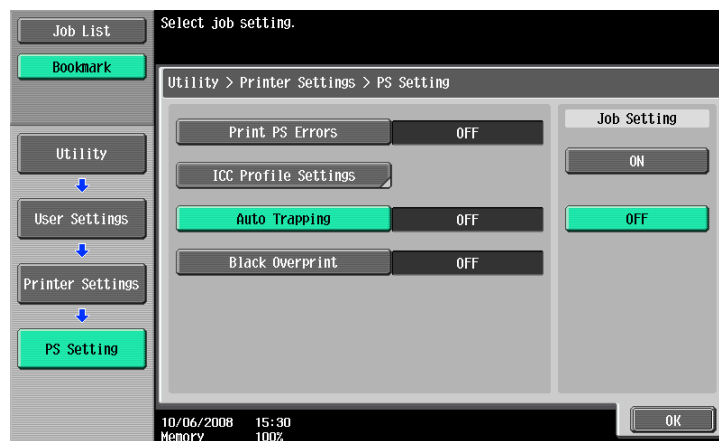 Job List
Bookmark
Utility
User Settings
Printer Settings
PS Setting
Select job setting.
Utility > Printer Settings > PS Setting
Print PS Errors OFF
ICC Profile Settings
Auto Trapping OFF
Black Overprint OFF
Job Setting
ON
OFF
10/06/2008 15:30
Memory 100%
OK